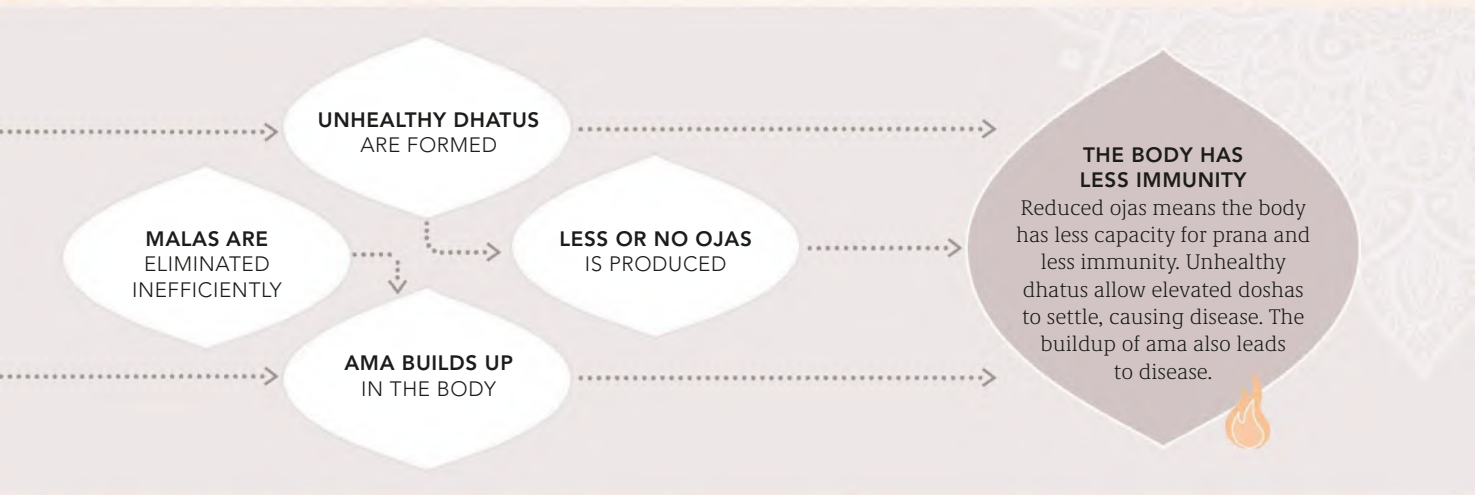 UNHEALTHY DHATUS
ARE FORMED
MALAS ARE
ELIMINATED
INEFFICIENTLY
LESS OR NO OJAS
IS PRODUCED
AMA BUILDS UP
IN THE BODY
THE BODY HAS
LESS IMMUNITY
Reduced ojas means the body
has less capacity for prana and
less immunity. Unhealthy
dhatus allow elevated doshas
to settle, causing disease. The
buildup of ama also leads
to disease.